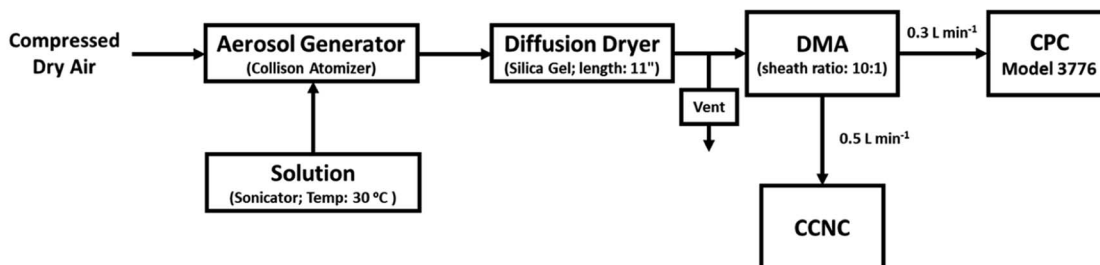 Compressed
Dry Air
Aerosol Generator
(Collison Atomizer)
Diffusion Dryer
(Silica Gel; length: 11")
DMA
(sheath ratio: 10:1)
0.3 L min⁻¹
CPC
Model 3776
Vent
0.5 L min⁻¹
Solution
(Sonicator; Temp: 30 ºC )
CCNC